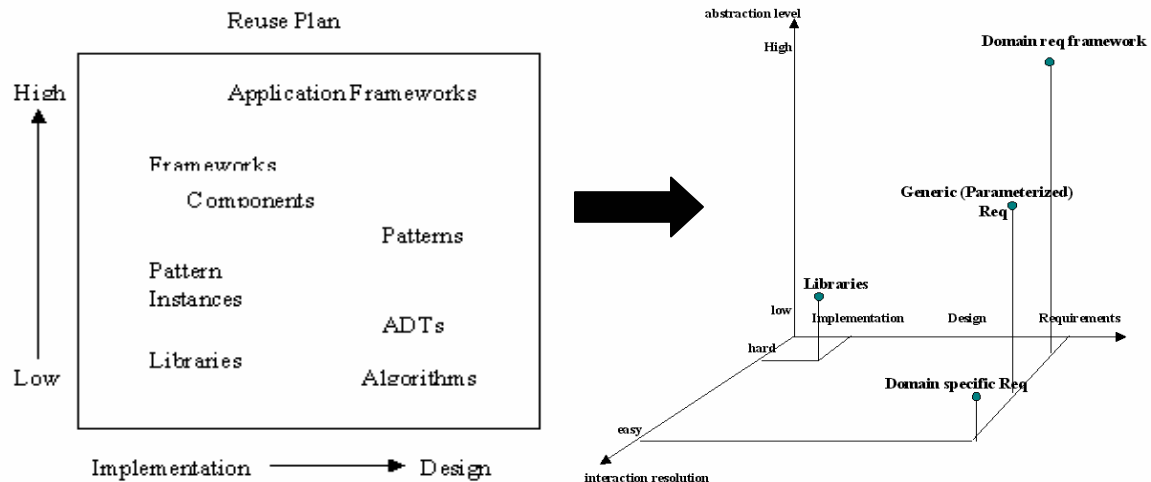 Reuse Plan
High
Application Frameworks
Frameworks
Components
Patterns
Pattern
Instances
ADTs
Libraries
Low
Algorithms
Implementation
Design
abstraction level
High
Domain req framework
Generic (Parameterized)
Req
Libraries
low
Implementation
Design
Requirements
hard
Domain specific Req
easy
interaction resolution